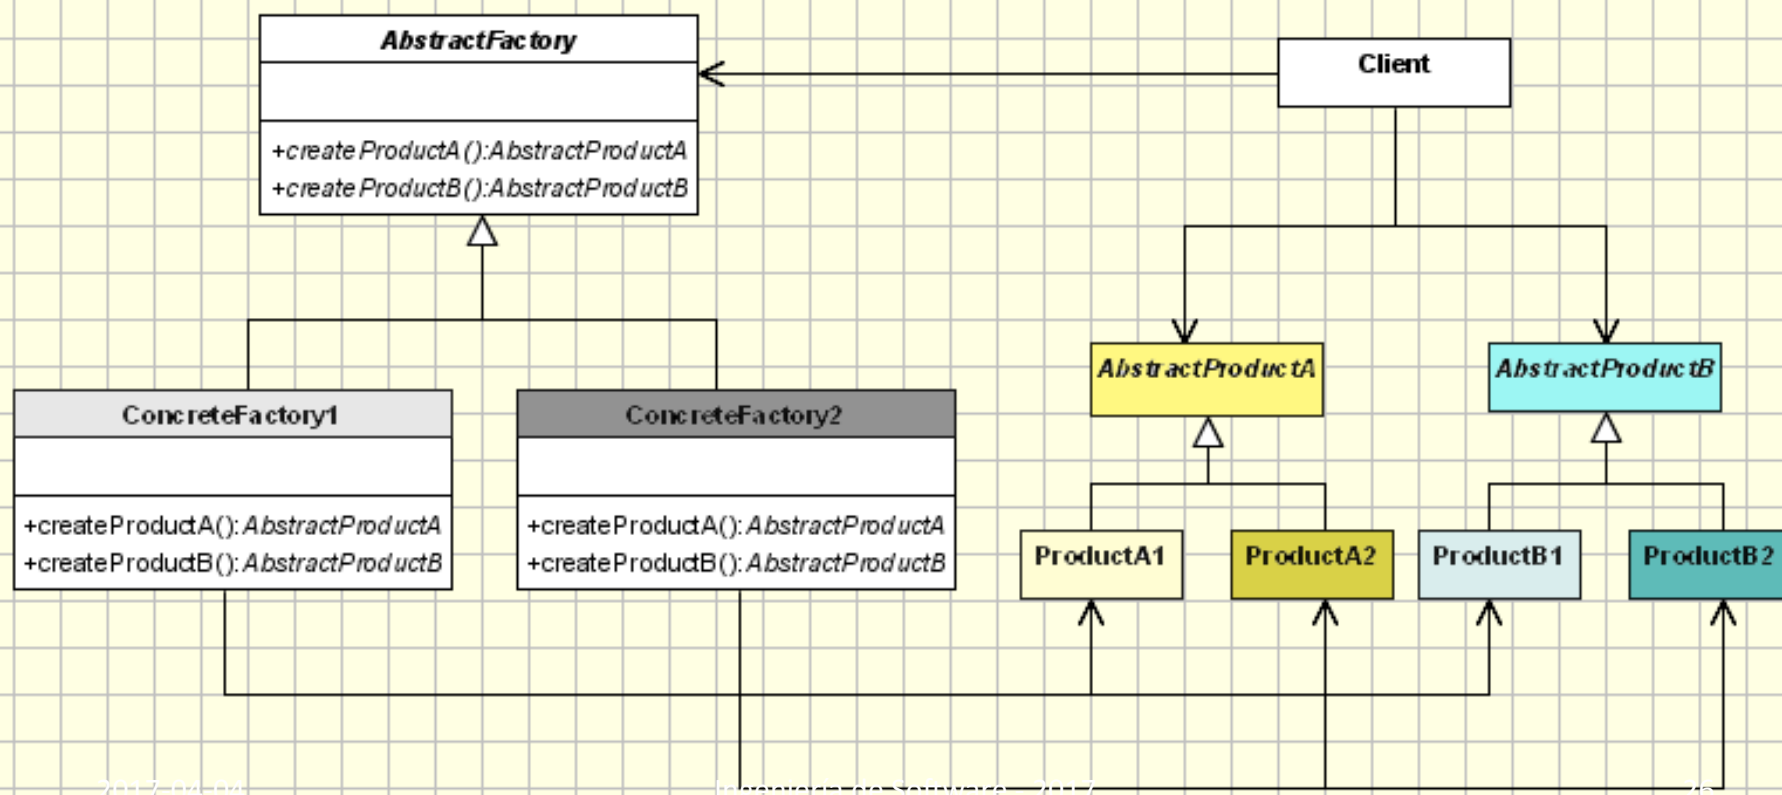 AbstractFactory
+createProductA():AbstractProductA
+createProductB():AbstractProductB
Client
ConcreteFactory1
+createProductA(): AbstractProductA
+createProductB(): AbstractProductB
ConcreteFactory2
+createProductA(): AbstractProductA
+createProductB(): AbstractProductB
AbstractProductA
AbstractProductB
ProductA1
ProductA2
ProductB1
ProductB2
2017